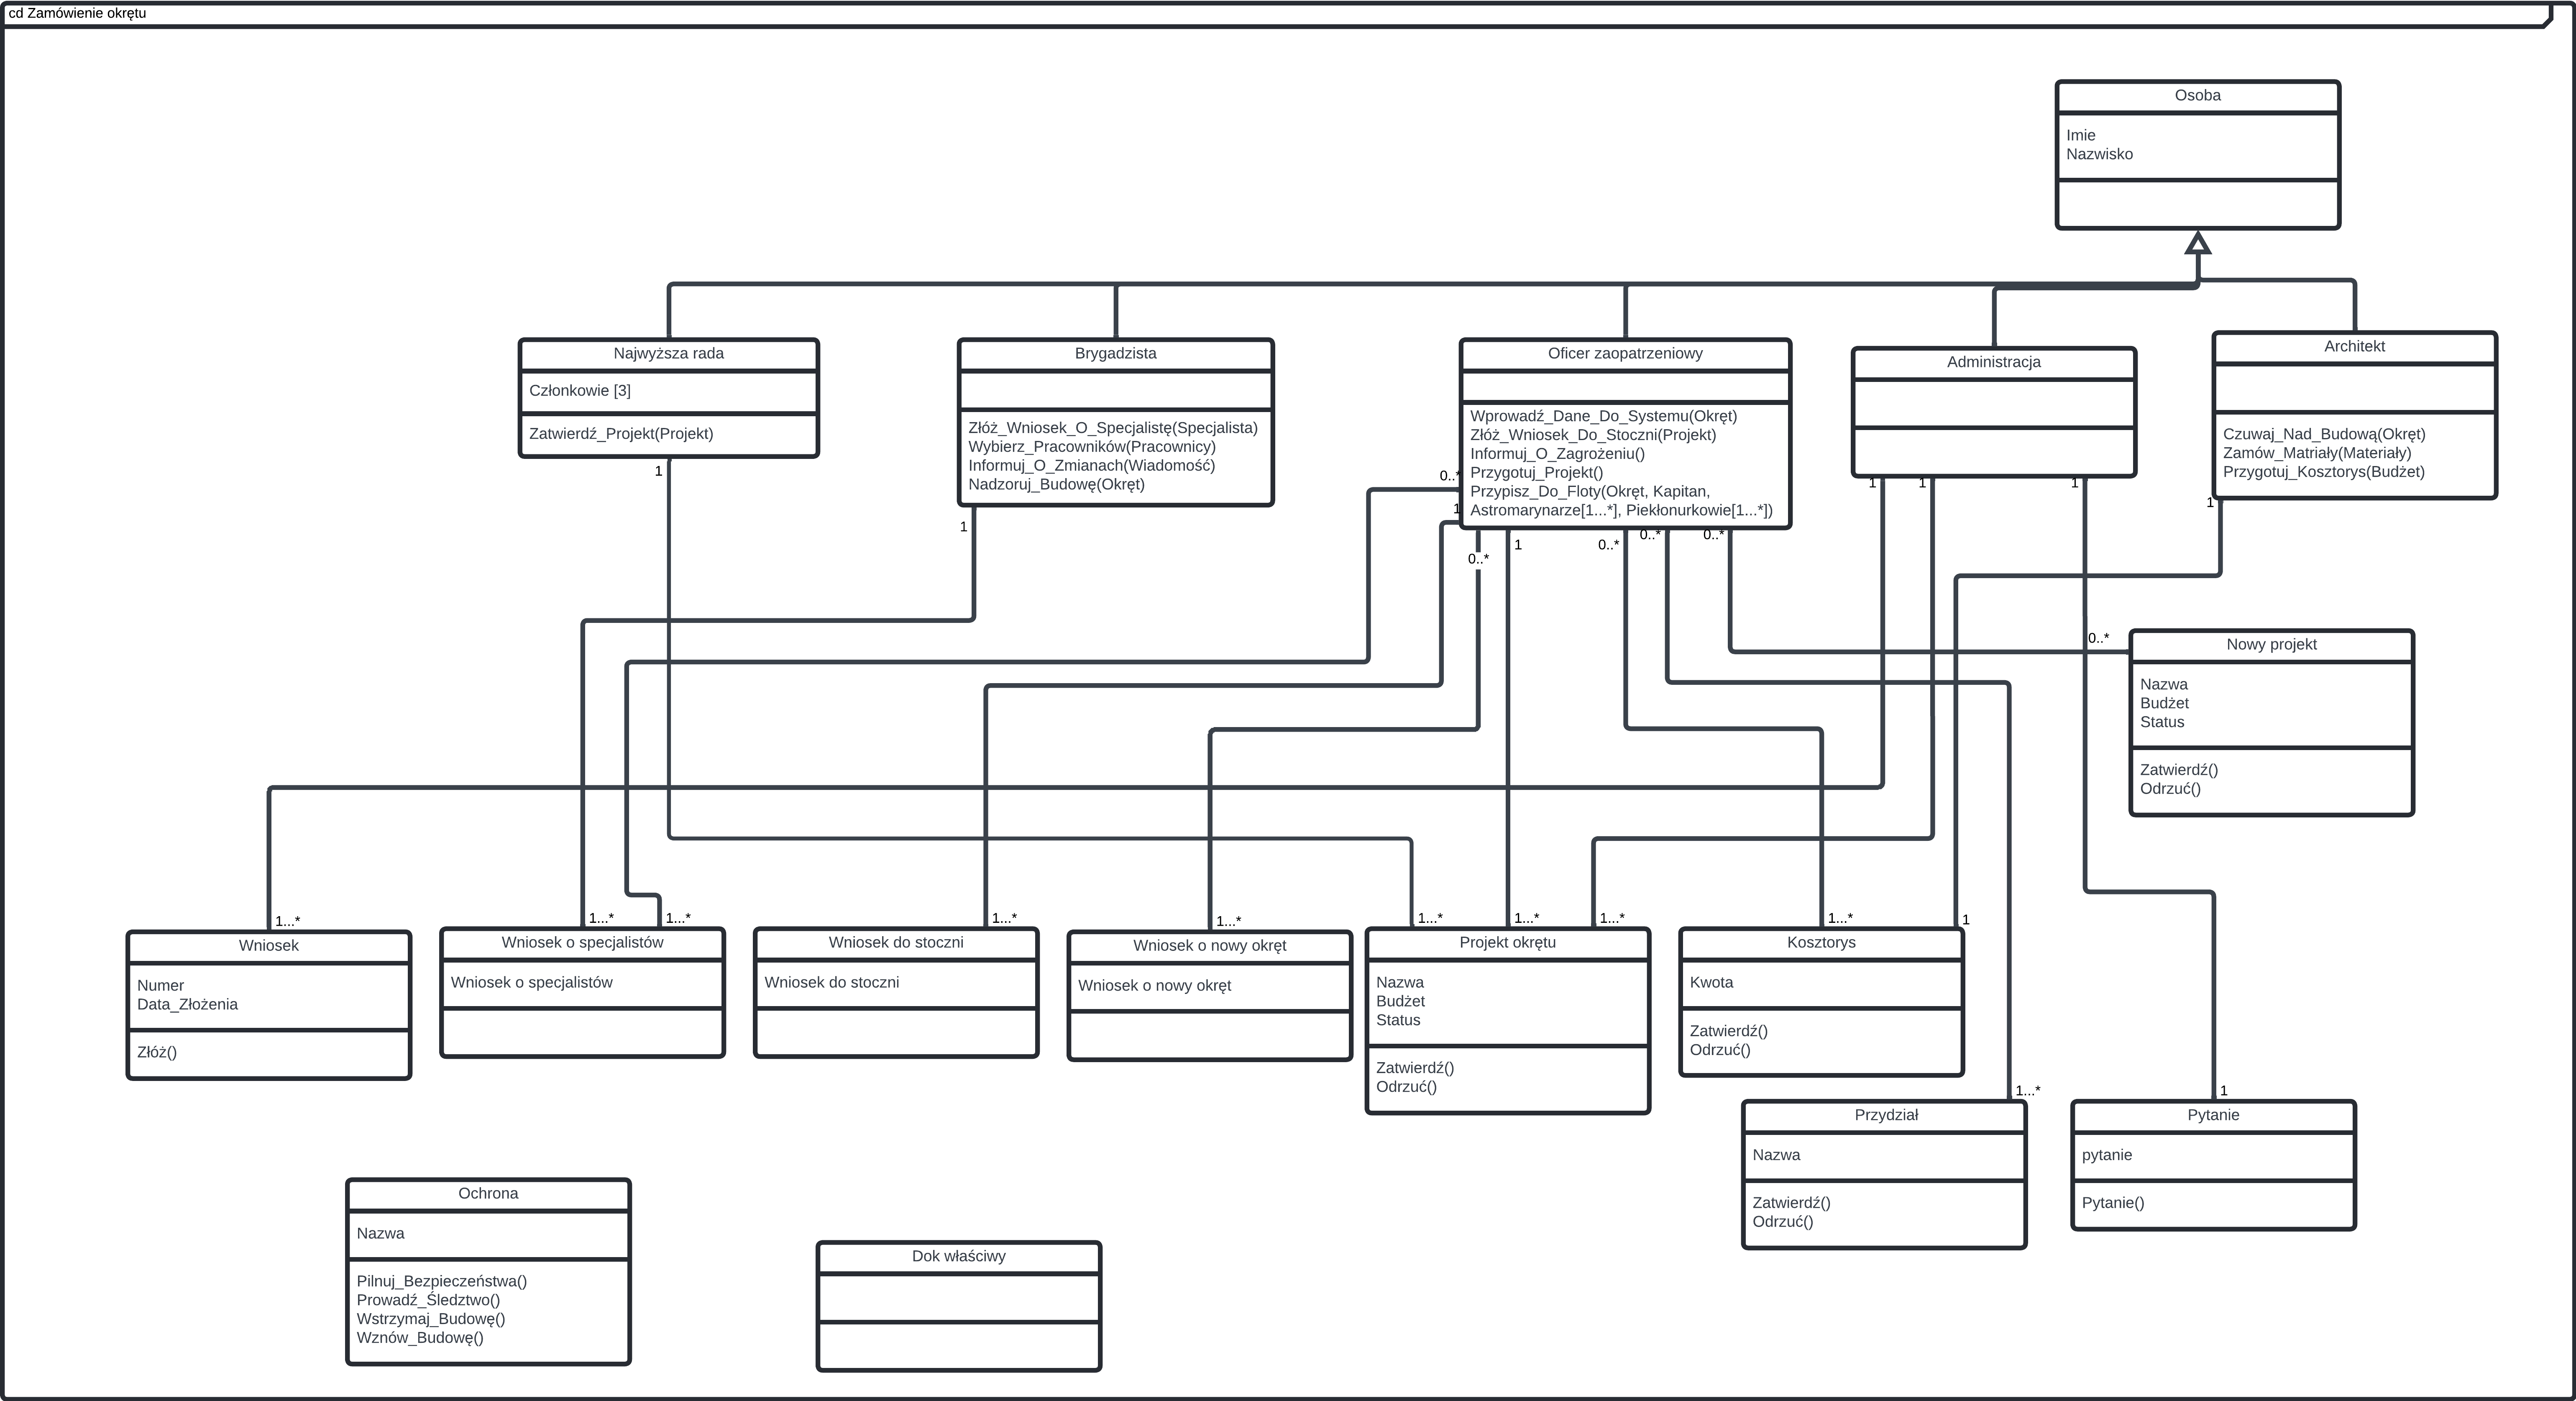 cd Zamówienie okrętu
Osoba
Imie
Nazwisko
Najwyższa rada
Członkowie [3]
Zatwierdź_Projekt(Projekt)
1
Brygadzista
Złóż_Wniosek_O_Specjalistę(Specjalista)
Wybierz_Pracowników(Pracownicy)
Informuj_O_Zmianach(Wiadomość)
Nadzoruj_Budowę(Okręt)
1
Oficer zaopatrzeniowy
Wprowadź_Dane_Do_Systemu(Okręt)
Złóż_Wniosek_Do_Stoczni(Projekt)
Informuj_O_Zagrożeniu()
Przygotuj_Projekt()
Przypisz_Do_Floty(Okręt, Kapitan,
Astromarynarze[1...*], Piekłonurkowie[1...*])
0..*
1
0..*
1
0..*
0..*
0..*
Administracja
1
1
1
Architekt
Czuwaj_Nad_Budową(Okręt)
Zamów_Matriały(Materiały)
Przygotuj_Kosztorys(Budżet)
1
0..*
Nowy projekt
Nazwa
Budżet
Status
Zatwierdź()
Odrzuć()
1...*
Wniosek
Numer
Data_Złożenia
Złóż()
1...*
1...*
Wniosek o specjalistów
Wniosek o specjalistów
1...*
Wniosek do stoczni
Wniosek do stoczni
1...*
Wniosek o nowy okręt
Wniosek o nowy okręt
1...*
1...*
1...*
Projekt okrętu
Nazwa
Budżet
Status
Zatwierdź()
Odrzuć()
1...*
1
Kosztorys
Kwota
Zatwierdź()
Odrzuć()
1...*
Przydział
Nazwa
Zatwierdź()
Odrzuć()
1
Pytanie
pytanie
Pytanie()
Ochrona
Nazwa
Pilnuj_Bezpieczeństwa()
Prowadź_Śledztwo()
Wstrzymaj_Budowę()
Wznów_Budowę()
Dok właściwy